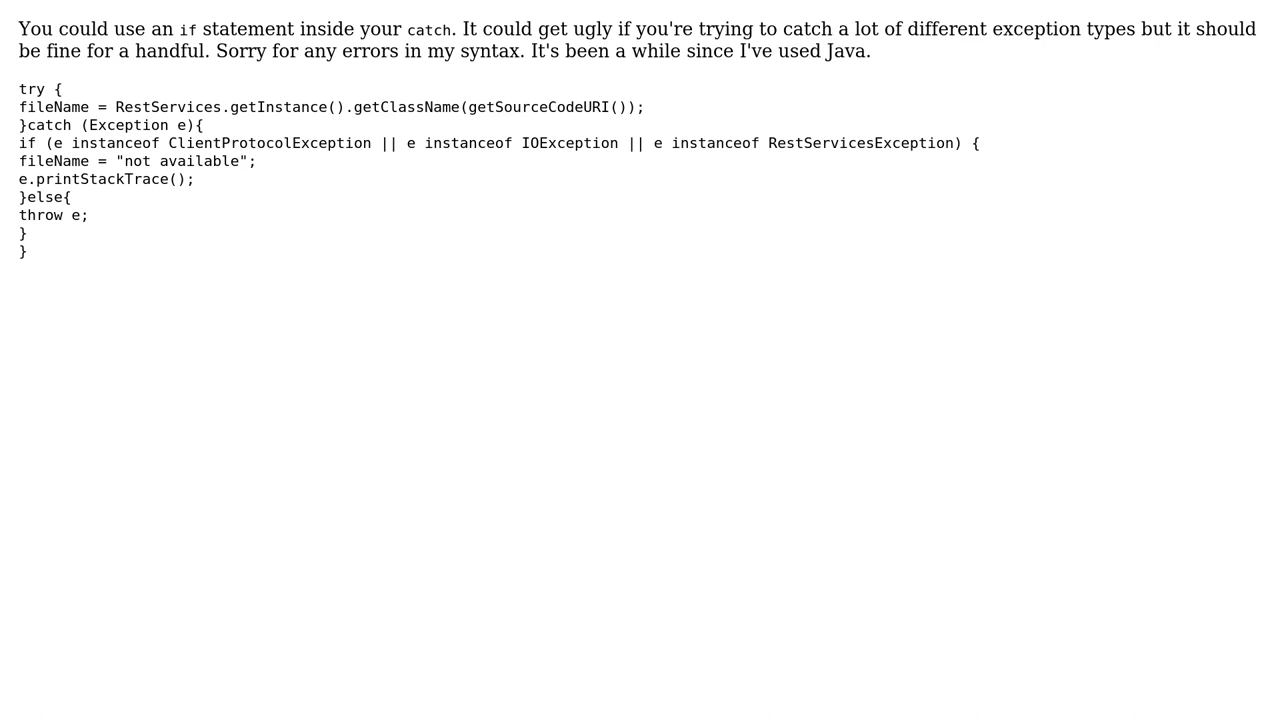 You could use an if statement inside your catch. It could get ugly if you're trying to catch a lot of different exception types but it should
be fine for a handful. Sorry for any errors in my syntax. It's been a while since I've used Java.
try {
fileName = RestServices.getInstance().getClassName(getSourceCodeURI());
}catch (Exception e){
if (e instanceof ClientProtocolException || e instanceof IOException || e instanceof RestServicesException) {
fileName = "not available";
e.printStackTrace();
}else{
throw e;
}
}